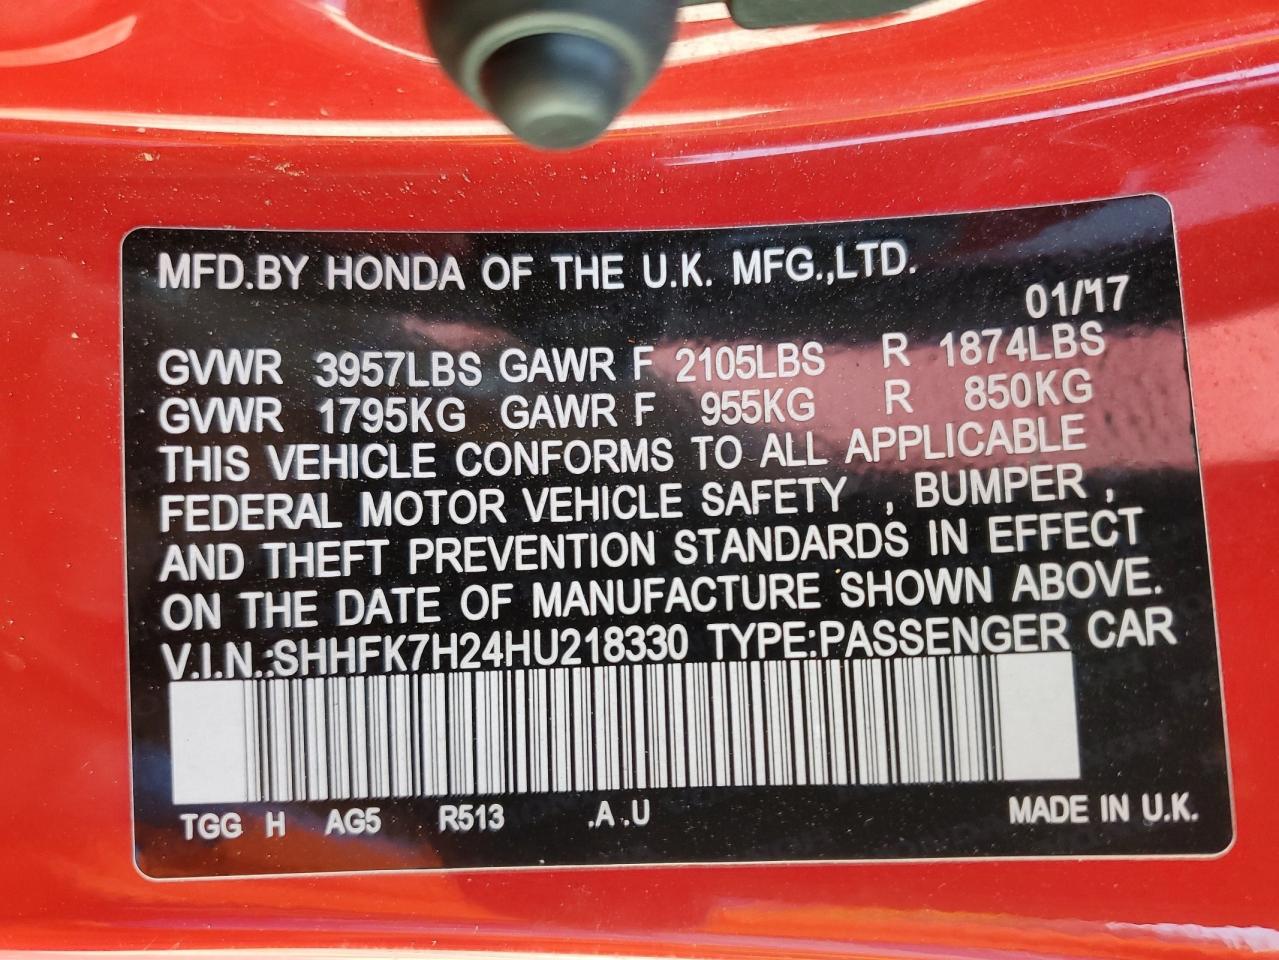 MFD.BY HONDA OF THE U.K. MFG.,LTD.
01/'17
GVWR 3957LBS GAWR F 2105LBS R 1874LBS
GVWR 1795KG GAWR F 955KG R 850KG
THIS VEHICLE CONFORMS TO ALL APPLICABLE
FEDERAL MOTOR VEHICLE SAFETY , BUMPER ,
AND THEFT PREVENTION STANDARDS IN EFFECT
ON THE DATE OF MANUFACTURE SHOWN ABOVE.
V.I.N.:SHHFK7H24HU218330 TYPE:PASSENGER CAR
TGG H AG5 R513 .A .U MADE IN U.K.